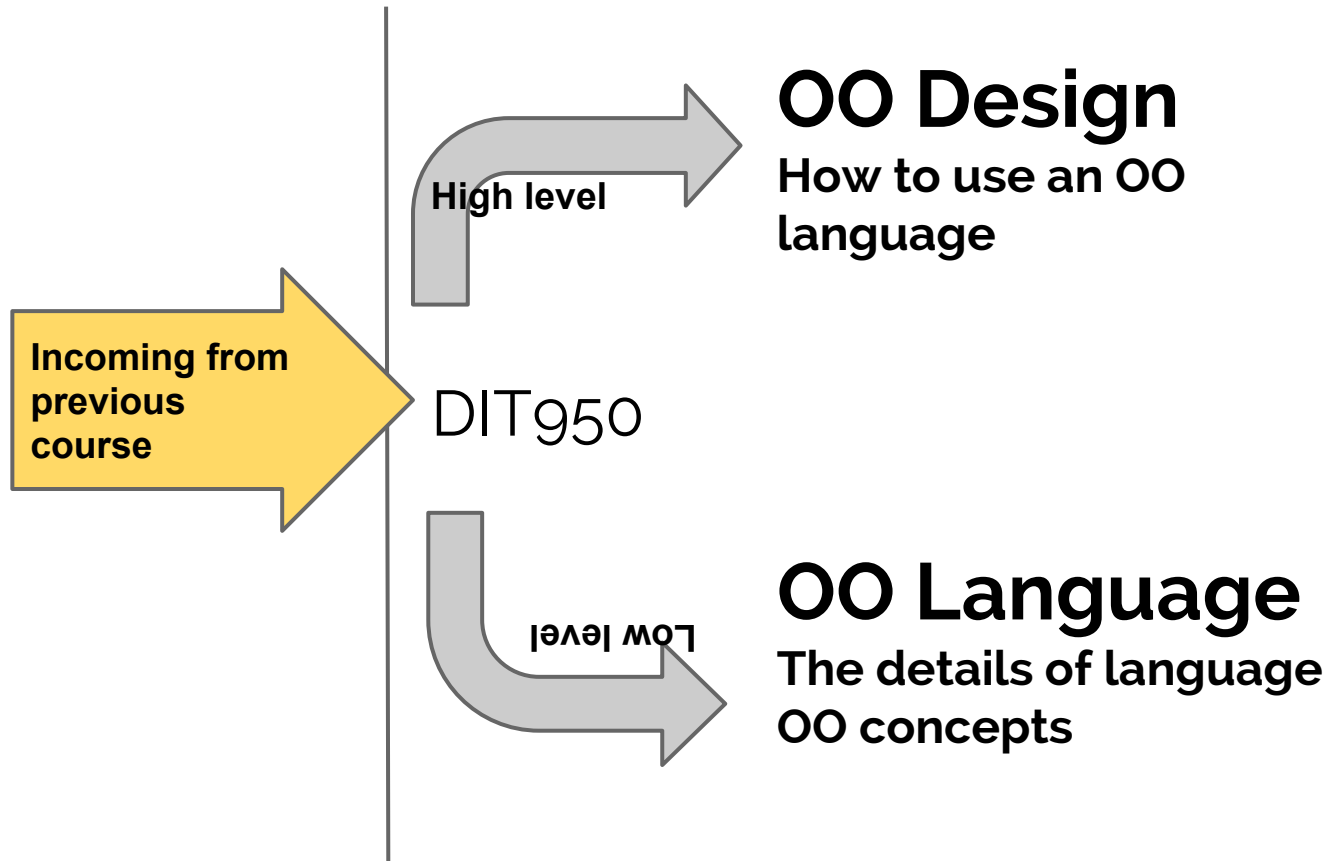 OO Design
How to use an OO
language
High level
Incoming from
previous
course
DIT950
Low level
OO Language
The details of language
OO concepts